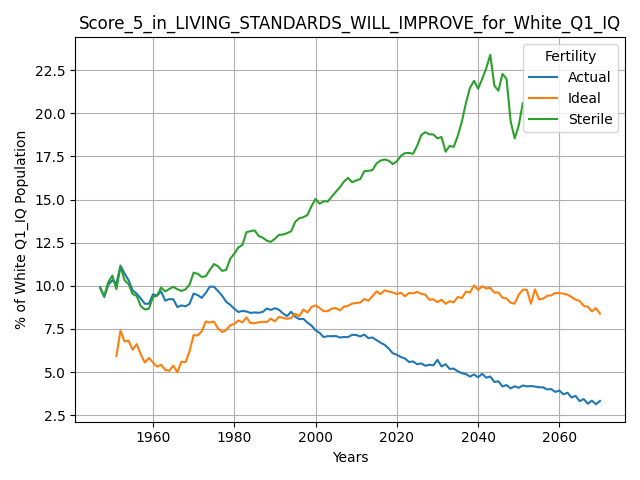 Score_5_in_LIVING_STANDARDS_WILL_IMPROVE_for_White_Q1_IQ
% of White Q1_IQ Population
22.5
20.0
17.5
15.0
12.5
10.0
7.5
5.0
2.5
Fertility
Actual
Ideal
Sterile
1960
1980
2000
2020
2040
2060
Years